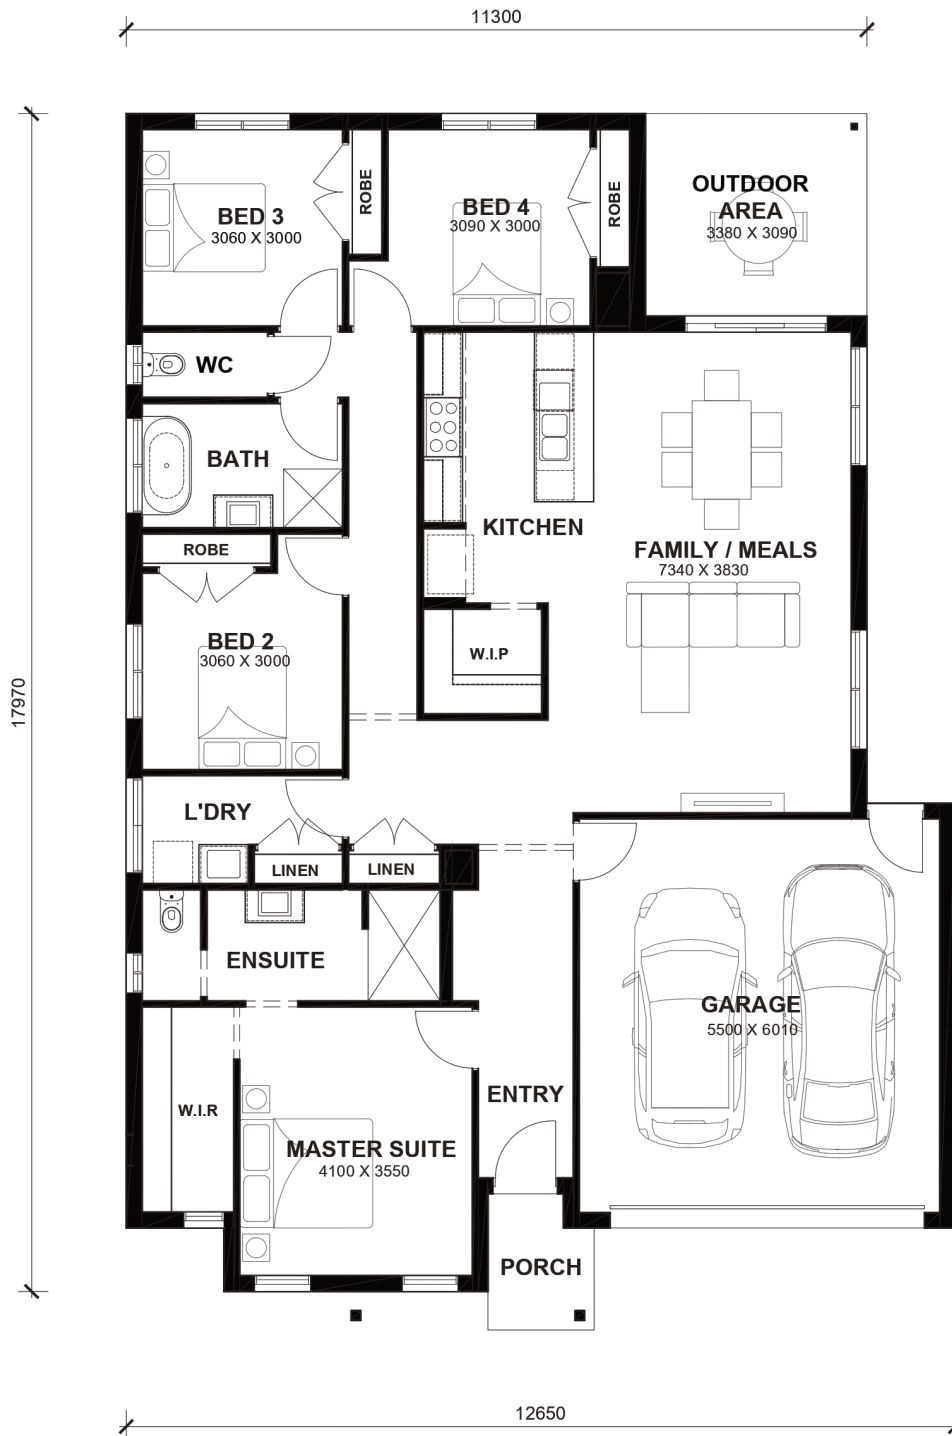 11300
BED 3
3060 X 3000
ROBE
BED 4
3090 X 3000
ROBE
OUTDOOR
AREA
3380 X 3090
WC
BATH
KITCHEN
FAMILY / MEALS
7340 X 3830
ROBE
BED 2
3060 X 3000
W.I.P
17970
L'DRY
LINEN
LINEN
ENSUITE
GARAGE
5500 X 6010
W.I.R
ENTRY
MASTER SUITE
4100 X 3550
PORCH
12650